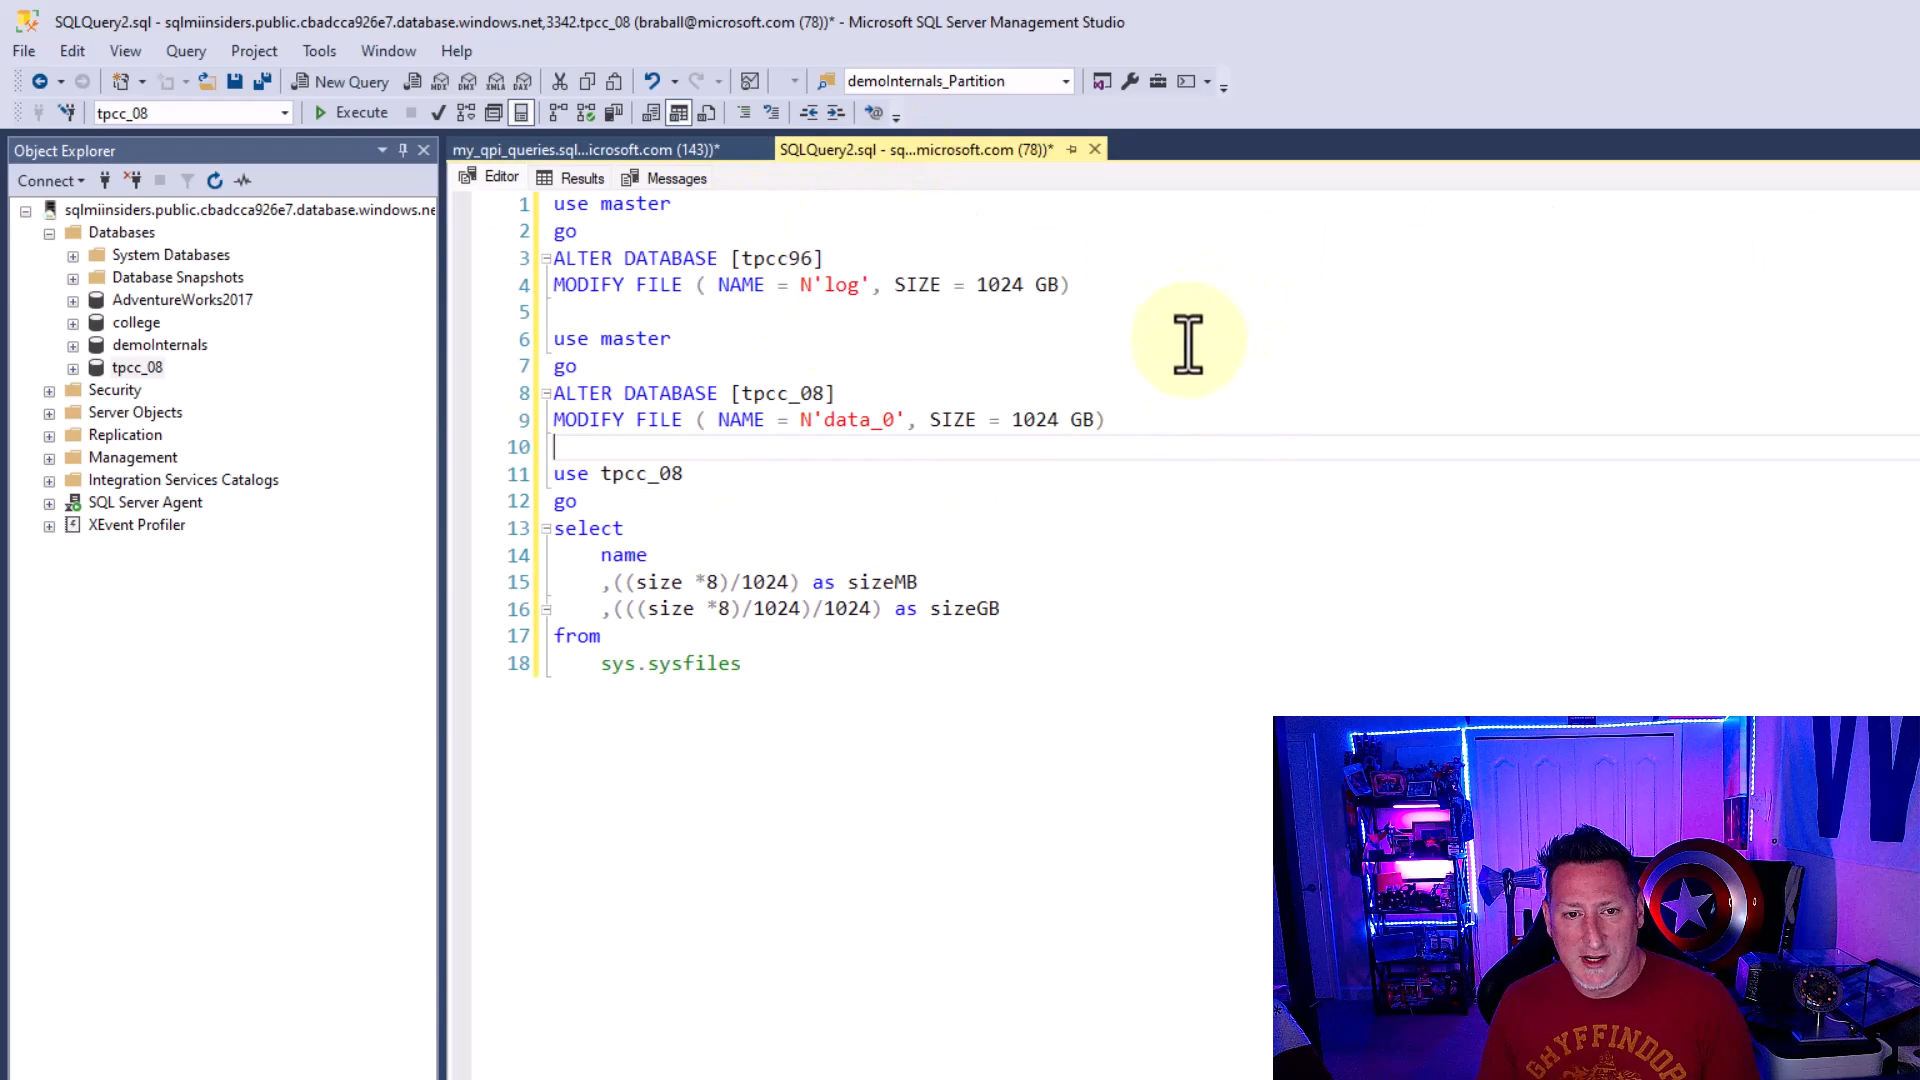 SQLQuery2.sql - sqlmiinsiders.public.cbadcca926e7.database.windows.net,3342.tpcc_08 (braball@microsoft.com (78))* - Microsoft SQL Server Management Studio
File Edit View Query Project Tools Window Help
New Query MDX DMX XMLA DAX demoInternals_Partition
tpcc_08 Execute
Object Explorer
my_qpi_queries.sql...icrosoft.com (143))* SQLQuery2.sql - sq...microsoft.com (78))*
Connect
Editor Results Messages
sqlmiinsiders.public.cbadcca926e7.database.windows.ne
Databases
System Databases
Database Snapshots
AdventureWorks2017
college
demoInternals
tpcc_08
Security
Server Objects
Replication
Management
Integration Services Catalogs
SQL Server Agent
XEvent Profiler
1 use master
2 go
3 ALTER DATABASE [tpcc96]
4 MODIFY FILE ( NAME = N'log', SIZE = 1024 GB)
5
6 use master
7 go
8 ALTER DATABASE [tpcc_08]
9 MODIFY FILE ( NAME = N'data_0', SIZE = 1024 GB)
10
11 use tpcc_08
12 go
13 select
14 name
15 ,((size *8)/1024) as sizeMB
16 ,(((size *8)/1024)/1024) as sizeGB
17 from
18 sys.sysfiles
W
GRYFFINDOR